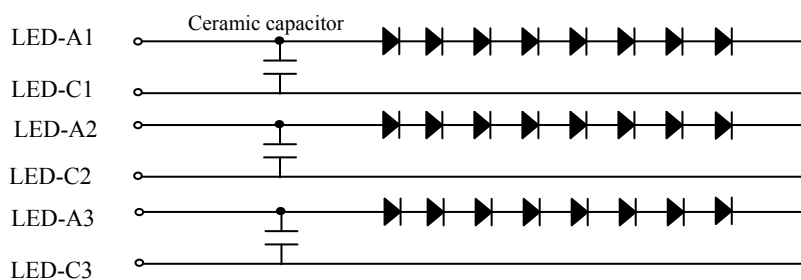 Ceramic capacitor
LED-A1
LED-C1
LED-A2
LED-C2
LED-A3
LED-C3